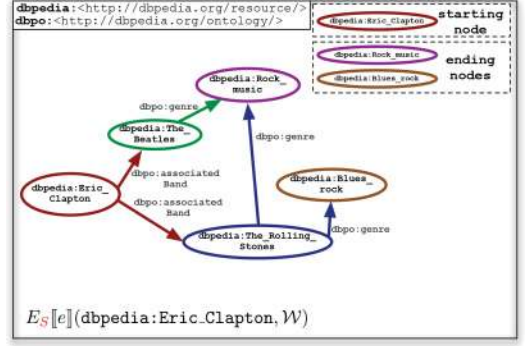 dbpedia:<http://dbpedia.org/resource/>
dbpo:<http://dbpedia.org/ontology/>
dbpedia:Eric_Clapton
starting
node
dbpedia:Rock_music
dbpedia:Blues_rock
ending
nodes
dbpedia:Rock_
music
dbpo:genre
dbpedia:The_
Beatles
dbpo:genre
dbpo:associated
Band
dbpedia:Blues_
rock
dbpedia:Eric_
Clapton
dbpo:associated
Band
dbpo:genre
dbpedia:The_Rolling_
Stones
E_S⟦e⟧(dbpedia:Eric_Clapton, W)